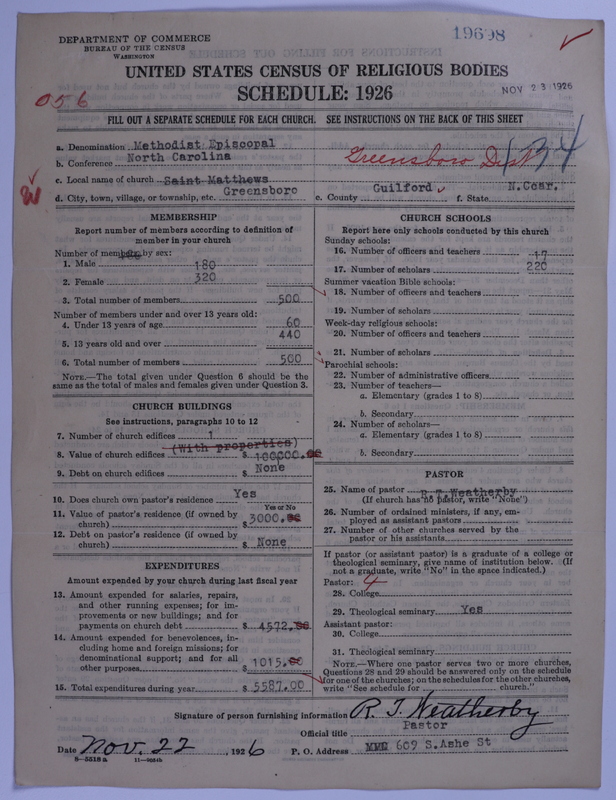 DEPARTMENT OF COMMERCE
BUREAU OF THE CENSUS
WASHINGTON
19698
UNITED STATES CENSUS OF RELIGIOUS BODIES
SCHEDULE: 1926
NOV 23 1926
056
FILL OUT A SEPARATE SCHEDULE FOR EACH CHURCH. SEE INSTRUCTIONS ON THE BACK OF THIS SHEET
a. Denomination Methodist Episcopal
b. Conference North Carolina
Greensboro Dist
c. Local name of church Saint Matthews
d. City, town, village, or township, etc. Greensboro e. County Guilford f. State N.Coar.
MEMBERSHIP
Report number of members according to definition of member in your church
Number of members by sex:
1. Male 180
2. Female 320
3. Total number of members 500
Number of members under and over 13 years old:
4. Under 13 years of age 60
5. 13 years old and over 440
6. Total number of members 500
NOTE.—The total given under Question 6 should be the same as the total of males and females given under Question 3.
CHURCH BUILDINGS
See instructions, paragraphs 10 to 12
7. Number of church edifices 1
(With properties)
8. Value of church edifices $ 100000.00
9. Debt on church edifices None
10. Does church own pastor's residence Yes
Yes or No
11. Value of pastor's residence (if owned by church) $ 3000.00
12. Debt on pastor's residence (if owned by church) $ None
EXPENDITURES
Amount expended by your church during last fiscal year
13. Amount expended for salaries, repairs, and other running expenses; for improvements or new buildings; and for payments on church debt $ 4572.00
14. Amount expended for benevolences, including home and foreign missions; for denominational support; and for all other purposes $ 1015.00
15. Total expenditures during year $ 5587.00
CHURCH SCHOOLS
Report here only schools conducted by this church
Sunday schools:
16. Number of officers and teachers 17
17. Number of scholars 220
Summer vacation Bible schools:
18. Number of officers and teachers
19. Number of scholars
Week-day religious schools:
20. Number of officers and teachers
21. Number of scholars
Parochial schools:
22. Number of administrative officers
23. Number of teachers—
a. Elementary (grades 1 to 8)
b. Secondary
24. Number of scholars—
a. Elementary (grades 1 to 8)
b. Secondary
PASTOR
25. Name of pastor R T Weatherby
(If church has no pastor, write "None")
26. Number of ordained ministers, if any, employed as assistant pastors
27. Number of other churches served by the pastor or his assistants
If pastor (or assistant pastor) is a graduate of a college or theological seminary, give name of institution below. (If not a graduate, write "No" in the space indicated.)
Pastor: 4
28. College
29. Theological seminary Yes
Assistant pastor:
30. College
31. Theological seminary
NOTE.—Where one pastor serves two or more churches, Questions 28 and 29 should be answered only on the schedule for one of the churches; on the schedules for the other churches, write "See schedule for church."
Signature of person furnishing information R. T. Weatherby
Official title Pastor
Date Nov. 22, 1926 P. O. Address 609 S.Ashe St
8—5518a 11—9054b